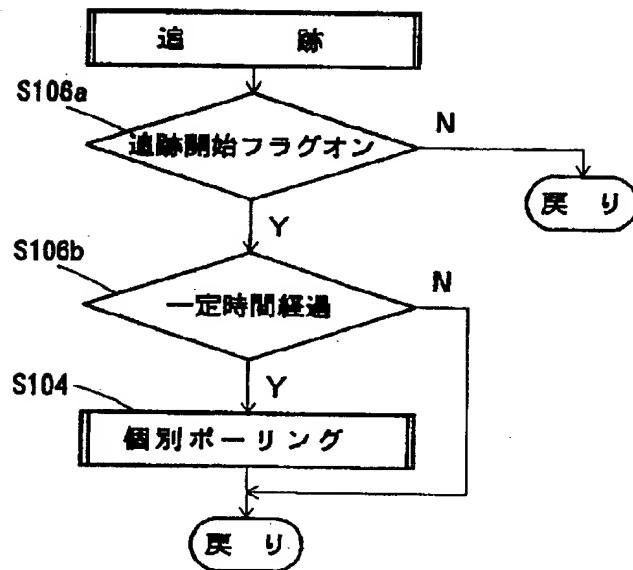 追 跡
S106a
追跡開始フラグオン
N
戻 り
Y
S106b
一定時間経過
N
Y
S104
個別ポーリング
戻 り